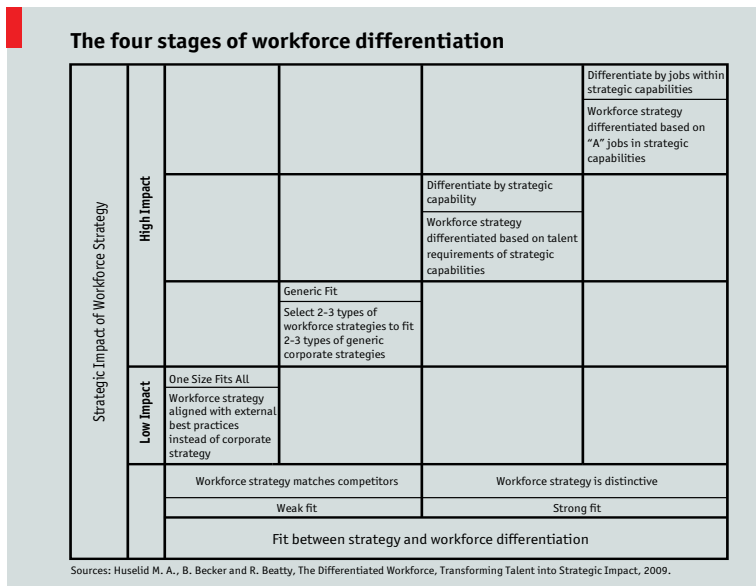 The four stages of workforce differentiation
Differentiate by jobs within
strategic capabilities
Workforce strategy
differentiated based on
“A” jobs in strategic
capabilities
Strategic Impact of Workforce Strategy
High Impact
Differentiate by strategic
capability
Workforce strategy
differentiated based on talent
requirements of strategic
capabilities
Generic Fit
Select 2-3 types of
workforce strategies to fit
2-3 types of generic
corporate strategies
Low Impact
One Size Fits All
Workforce strategy
aligned with external
best practices
instead of corporate
strategy
Workforce strategy matches competitors
Workforce strategy is distinctive
Weak fit
Strong fit
Fit between strategy and workforce differentiation
Sources: Huselid M. A., B. Becker and R. Beatty, The Differentiated Workforce, Transforming Talent into Strategic Impact, 2009.